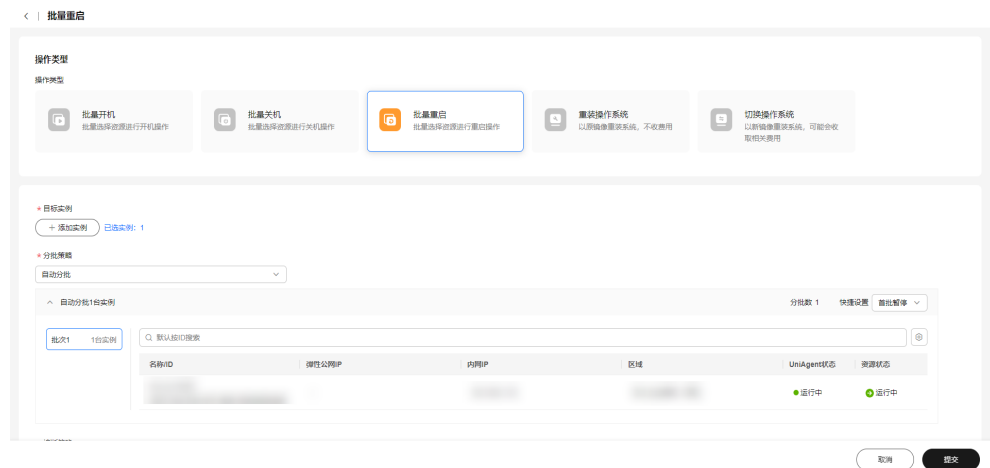 批量重启
操作类型
操作类型
批量开机
批量选择资源进行开机操作
批量关机
批量选择资源进行关机操作
批量重启
批量选择资源进行重启操作
重装操作系统
以原镜像重装系统，不收费用
切换操作系统
以新镜像重装系统，可能会收
取相关费用
* 目标实例
+ 添加实例 已选实例：1
* 分批策略
自动分批
自动分批1台实例 分批数 1 快捷设置 首批暂停
批次1 1台实例
默认按ID搜索
名称/ID 弹性公网IP 内网IP 区域 UniAgent状态 资源状态
运行中 运行中
取消 提交